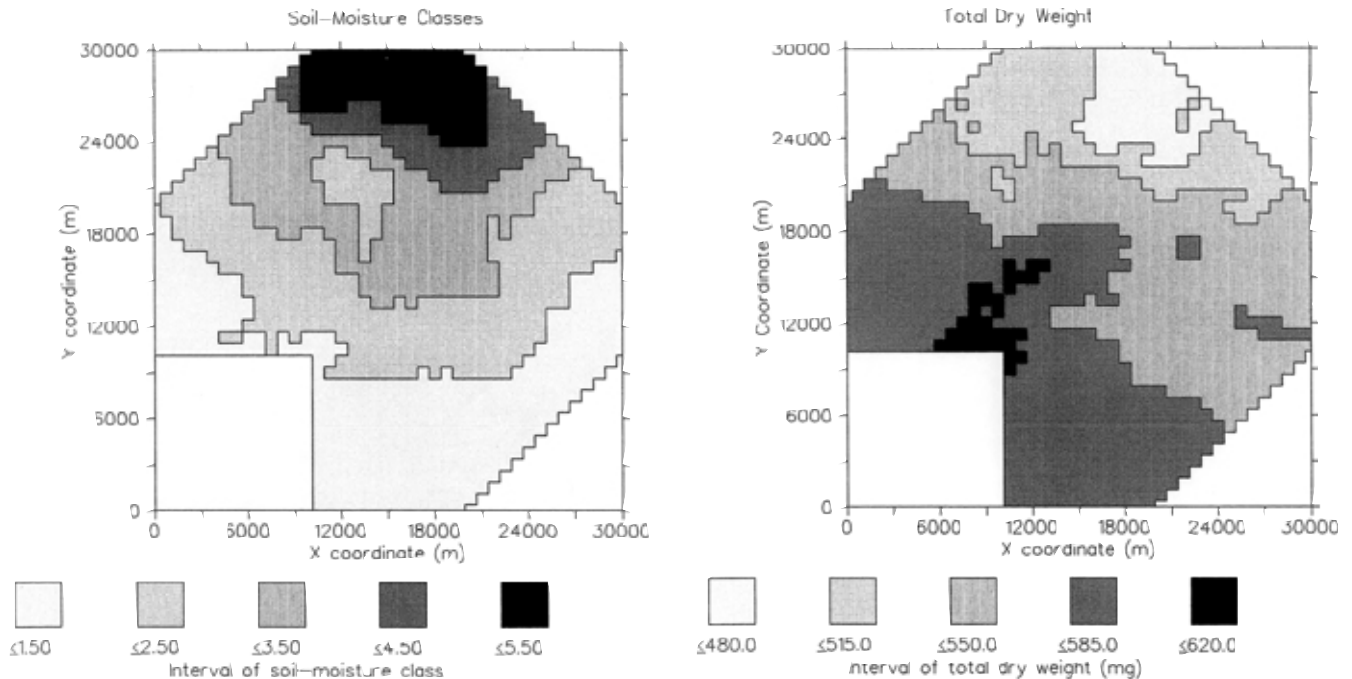 Soil-Moisture Classes
30000
24000
18000
12000
6000
0
Y coordinate (m)
0 6000 12000 18000 24000 30000
X coordinate (m)
≤1.50 ≤2.50 ≤3.50 ≤4.50 ≤5.50
Interval of soil-moisture class
Total Dry Weight
30000
24000
18000
12000
6000
0
Y Coordinate (m)
0 6000 12000 18000 24000 30000
X coordinate (m)
≤480.0 ≤515.0 ≤550.0 ≤585.0 ≤620.0
Interval of total dry weight (mg)